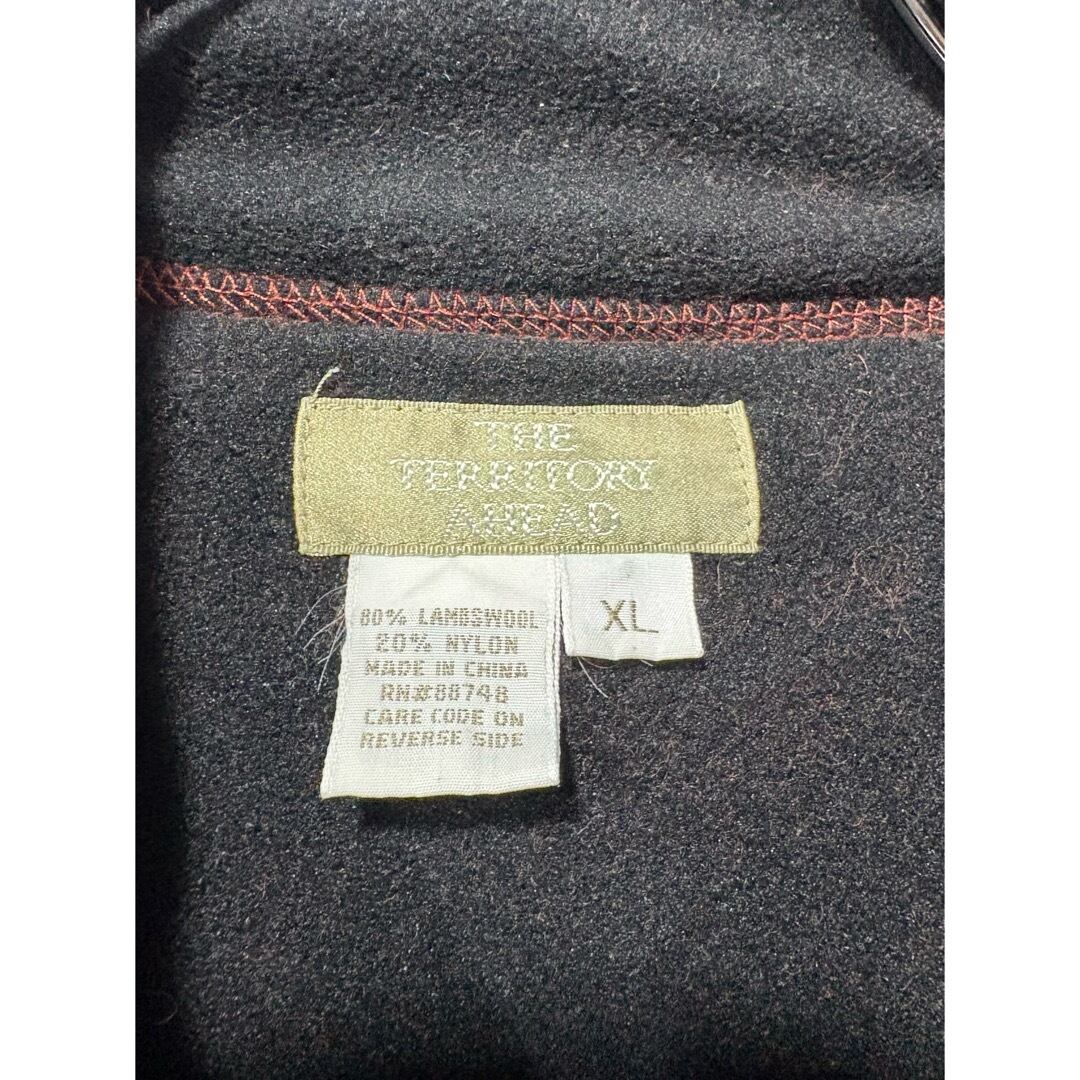 THE
TERRITORY
AHEAD
XL
80% LAMBSWOOL
20% NYLON
MADE IN CHINA
RN#88748
CARE CODE ON
REVERSE SIDE